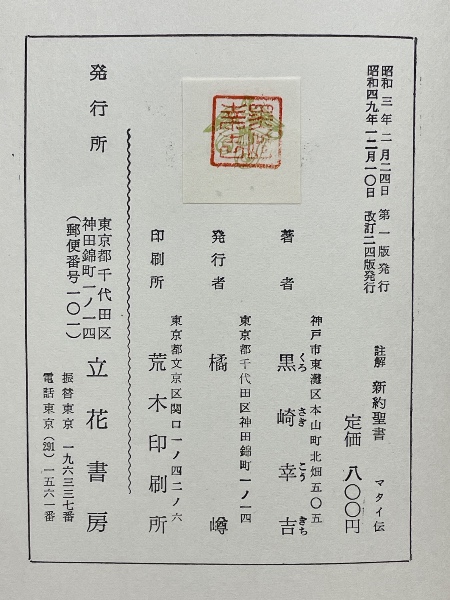 昭和三年二月二四日 第一版発行
昭和四九年一二月一〇日 改訂二四版発行
註解 新約聖書 マタイ伝
定価 八〇〇円
神戸市東灘区本山町北畑五〇五
著者 黒崎幸吉
くろ さき こう きち
東京都千代田区神田錦町一ノ一四
発行者 橘 噂
東京都文京区関口一ノ四二ノ六
印刷所 荒木印刷所
発行所
東京都千代田区
神田錦町一ノ一四
(郵便番号一〇一)
立花書房
振替東京 一九六三三七番
電話東京(291)一五六一番